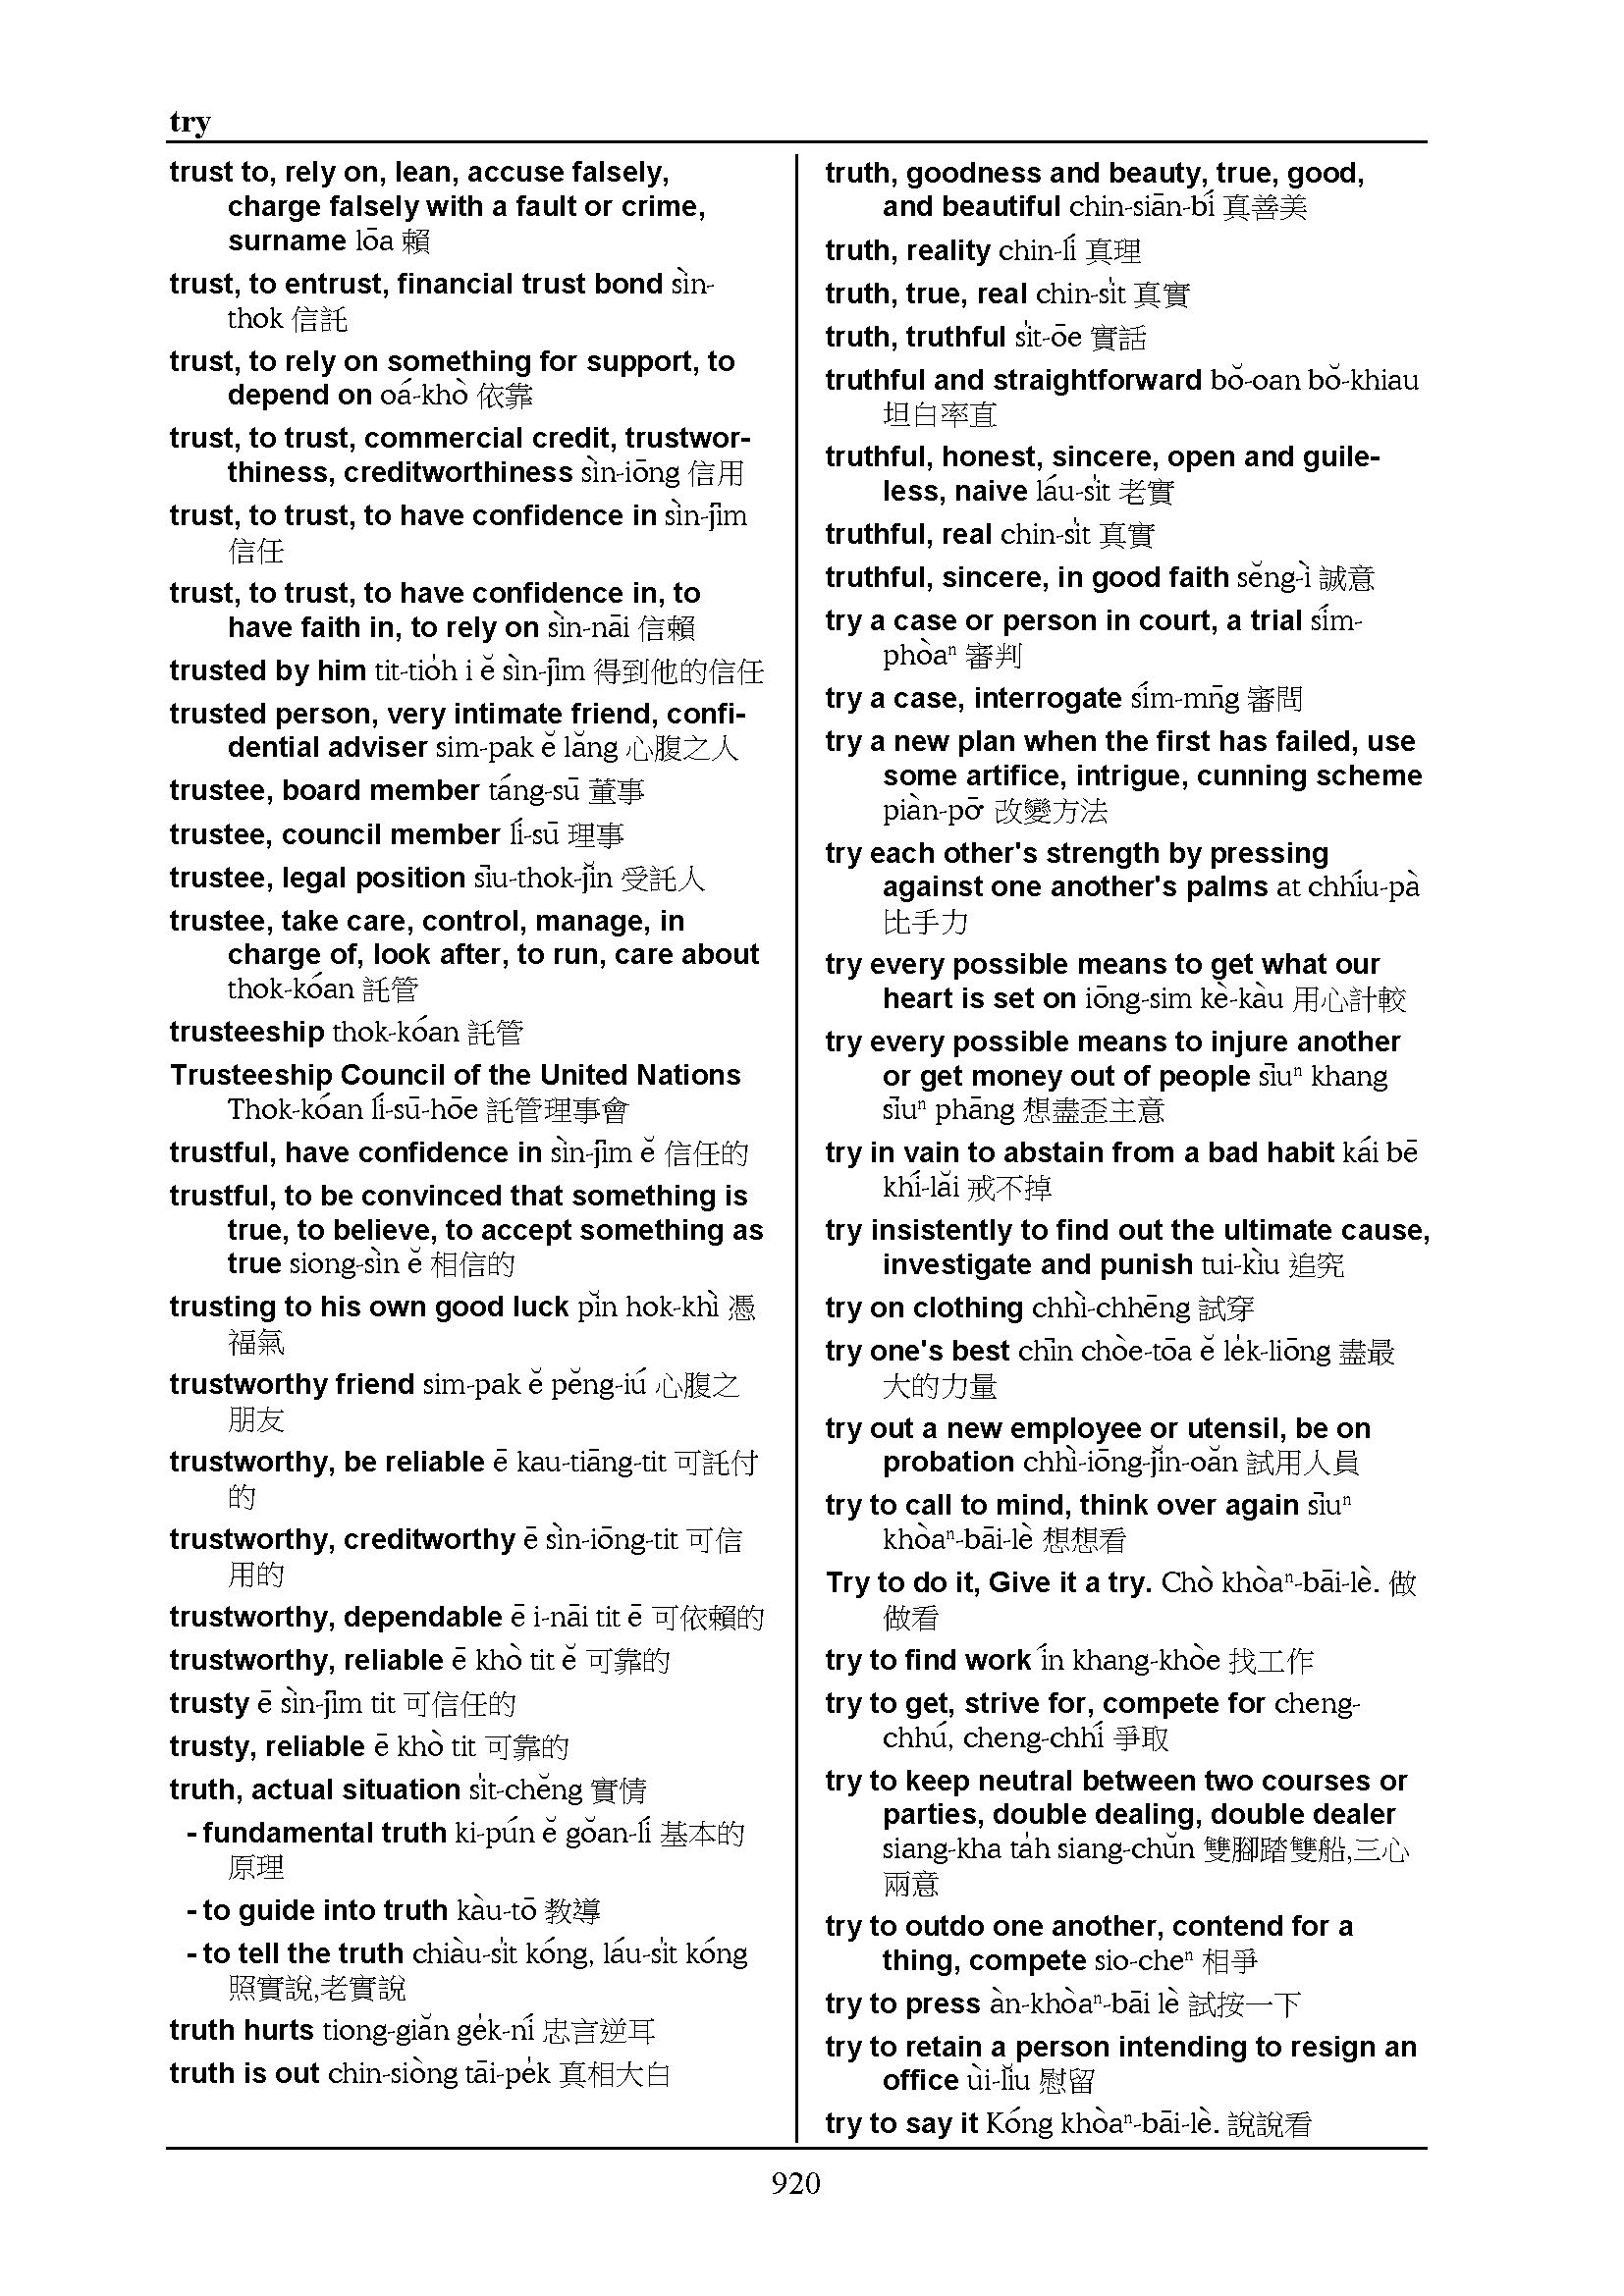 try
trust to, rely on, lean, accuse falsely,
charge falsely with a fault or crime,
surname lōa 賴
trust, to entrust, financial trust bond sìn-
thok 信託
trust, to rely on something for support, to
depend on oá-khò 依靠
trust, to trust, commercial credit, trustwor-
thiness, creditworthiness sìn-iōng 信用
trust, to trust, to have confidence in sìn-jīm
信任
trust, to trust, to have confidence in, to
have faith in, to rely on sìn-nāi 信賴
trusted by him tit-tio̍h i ĕ sìn-jīm 得到他的信任
trusted person, very intimate friend, confi-
dential adviser sim-pak ĕ lăng 心腹之人
trustee, board member táng-sū 董事
trustee, council member lí-sū 理事
trustee, legal position sīu-thok-jĭn 受託人
trustee, take care, control, manage, in
charge of, look after, to run, care about
thok-kóan 託管
trusteeship thok-kóan 託管
Trusteeship Council of the United Nations
Thok-kóan lí-sū-hōe 託管理事會
trustful, have confidence in sìn-jīm ĕ 信任的
trustful, to be convinced that something is
true, to believe, to accept something as
true siong-sìn ĕ 相信的
trusting to his own good luck pĭn hok-khì 憑
福氣
trustworthy friend sim-pak ĕ pĕng-iú 心腹之
朋友
trustworthy, be reliable ē kau-tiāng-tit 可託付
的
trustworthy, creditworthy ē sìn-iōng-tit 可信
用的
trustworthy, dependable ē i-nāi tit ē 可依賴的
trustworthy, reliable ē khò tit ĕ 可靠的
trusty ē sìn-jīm tit 可信任的
trusty, reliable ē khò tit 可靠的
truth, actual situation si̍t-chĕng 實情
- fundamental truth ki-pún ĕ gŏan-lí 基本的
原理
- to guide into truth kàu-tō 教導
- to tell the truth chiàu-si̍t kóng, láu-si̍t kóng
照實說,老實說
truth hurts tiong-giăn ge̍k-ní 忠言逆耳
truth is out chin-siòng tāi-pe̍k 真相大白
truth, goodness and beauty, true, good,
and beautiful chin-siān-bí 真善美
truth, reality chin-lí 真理
truth, true, real chin-si̍t 真實
truth, truthful si̍t-ōe 實話
truthful and straightforward bŏ-oan bŏ-khiau
坦白率直
truthful, honest, sincere, open and guile-
less, naive láu-si̍t 老實
truthful, real chin-si̍t 真實
truthful, sincere, in good faith sĕng-ì 誠意
try a case or person in court, a trial sím-
phòaⁿ 審判
try a case, interrogate sím-mn̄g 審問
try a new plan when the first has failed, use
some artifice, intrigue, cunning scheme
piàn-pō͘ 改變方法
try each other's strength by pressing
against one another's palms at chhíu-pà
比手力
try every possible means to get what our
heart is set on iōng-sim kè-kàu 用心計較
try every possible means to injure another
or get money out of people sīuⁿ khang
sīuⁿ phāng 想盡歪主意
try in vain to abstain from a bad habit kái bē
khí-lăi 戒不掉
try insistently to find out the ultimate cause,
investigate and punish tui-kìu 追究
try on clothing chhì-chhēng 試穿
try one's best chīn chòe-tōa ĕ le̍k-liōng 盡最
大的力量
try out a new employee or utensil, be on
probation chhì-iōng-jĭn-oăn 試用人員
try to call to mind, think over again sīuⁿ
khòaⁿ-bāi-lè 想想看
Try to do it, Give it a try. Chò khòaⁿ-bāi-lè. 做
做看
try to find work ín khang-khòe 找工作
try to get, strive for, compete for cheng-
chhú, cheng-chhí 爭取
try to keep neutral between two courses or
parties, double dealing, double dealer
siang-kha ta̍h siang-chŭn 雙腳踏雙船,三心
兩意
try to outdo one another, contend for a
thing, compete sio-cheⁿ 相爭
try to press àn-khòaⁿ-bāi lè 試按一下
try to retain a person intending to resign an
office ùi-lĭu 慰留
try to say it Kóng khòaⁿ-bāi-lè. 說說看
920